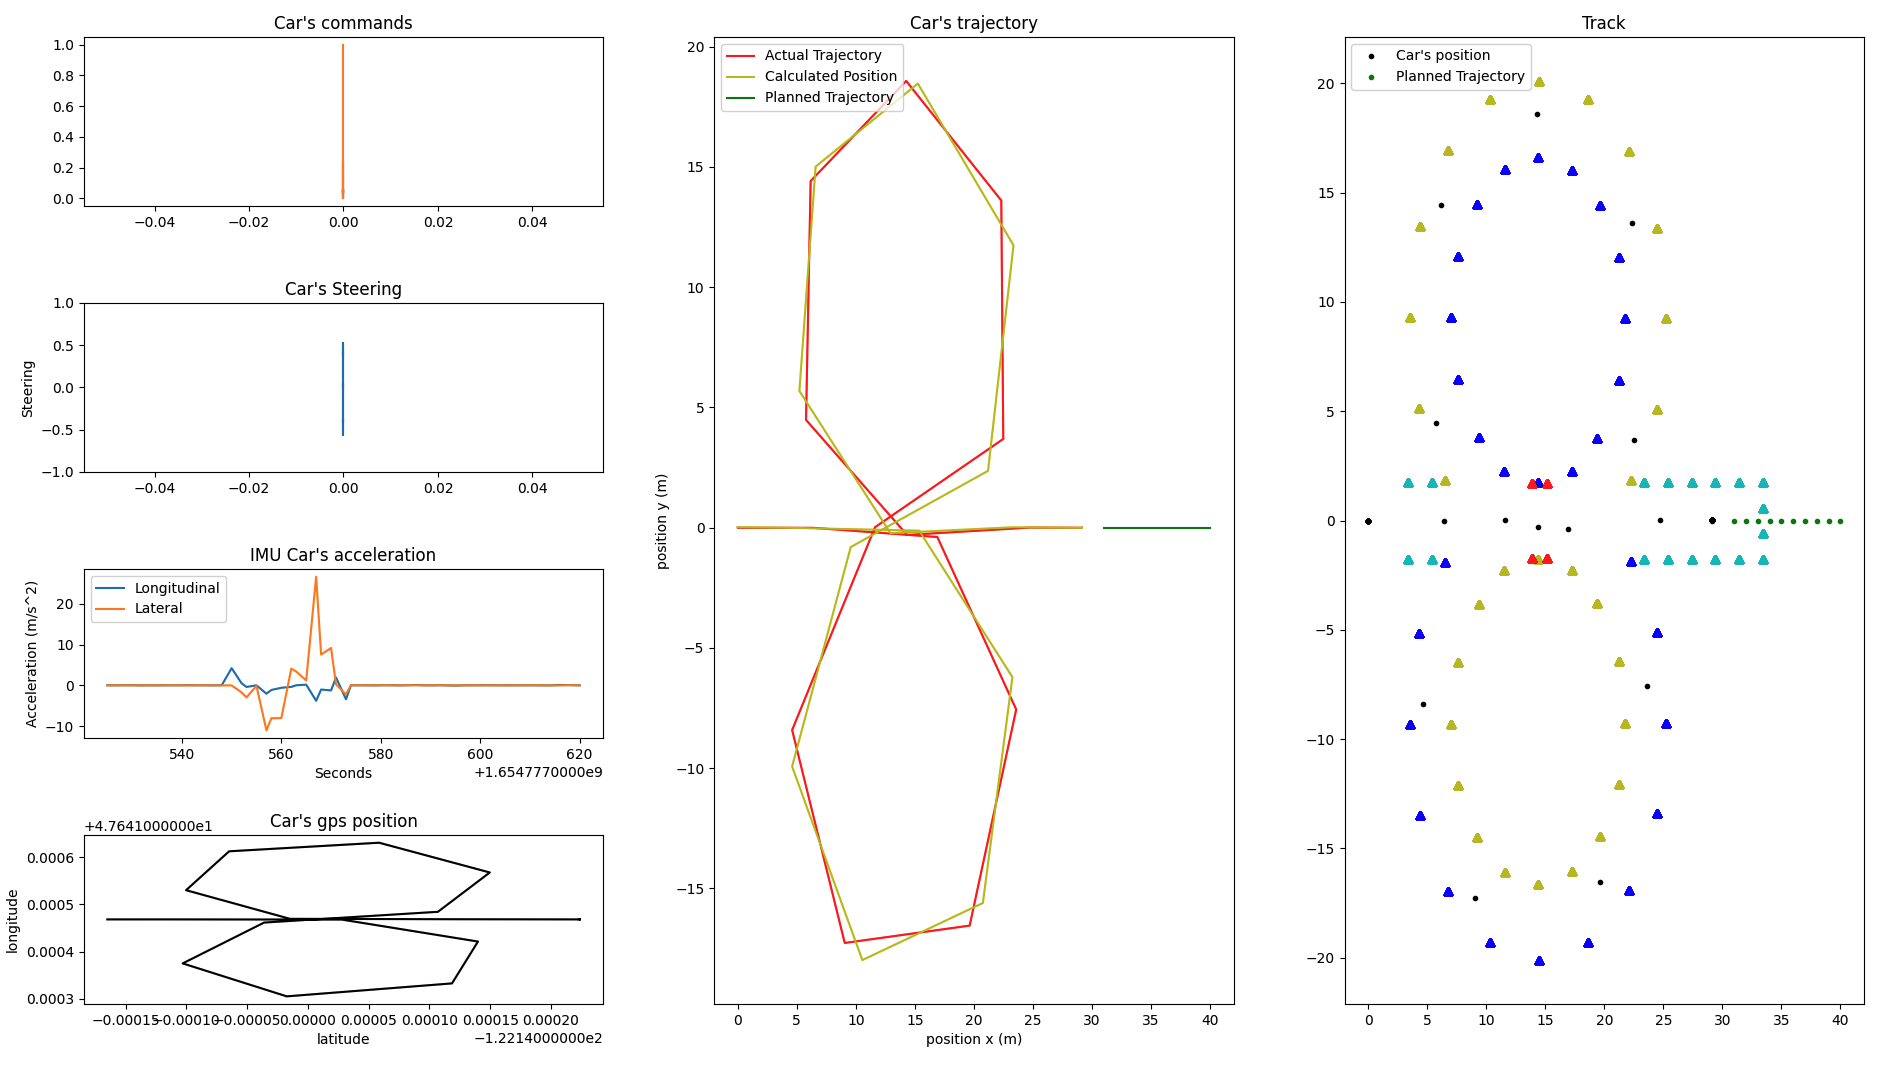 Car's commands
1.0
0.8
0.6
0.4
0.2
0.0
−0.04 −0.02 0.00 0.02 0.04
Car's Steering
Steering
1.0
0.5
0.0
−0.5
−1.0
−0.04 −0.02 0.00 0.02 0.04
IMU Car's acceleration
Longitudinal
Lateral
Acceleration (m/s^2)
20
10
0
−10
540 560 580 600 620
Seconds
+1.6547770000e9
Car's gps position
+4.7641000000e1
longitude
0.0006
0.0005
0.0004
0.0003
−0.00015 −0.00010 −0.00005 0.00000 0.00005 0.00010 0.00015 0.00020
latitude
−1.2214000000e2
Car's trajectory
Actual Trajectory
Calculated Position
Planned Trajectory
position y (m)
20
15
10
5
0
−5
−10
−15
0 5 10 15 20 25 30 35 40
position x (m)
Track
Car's position
Planned Trajectory
20
15
10
5
0
−5
−10
−15
−20
0 5 10 15 20 25 30 35 40